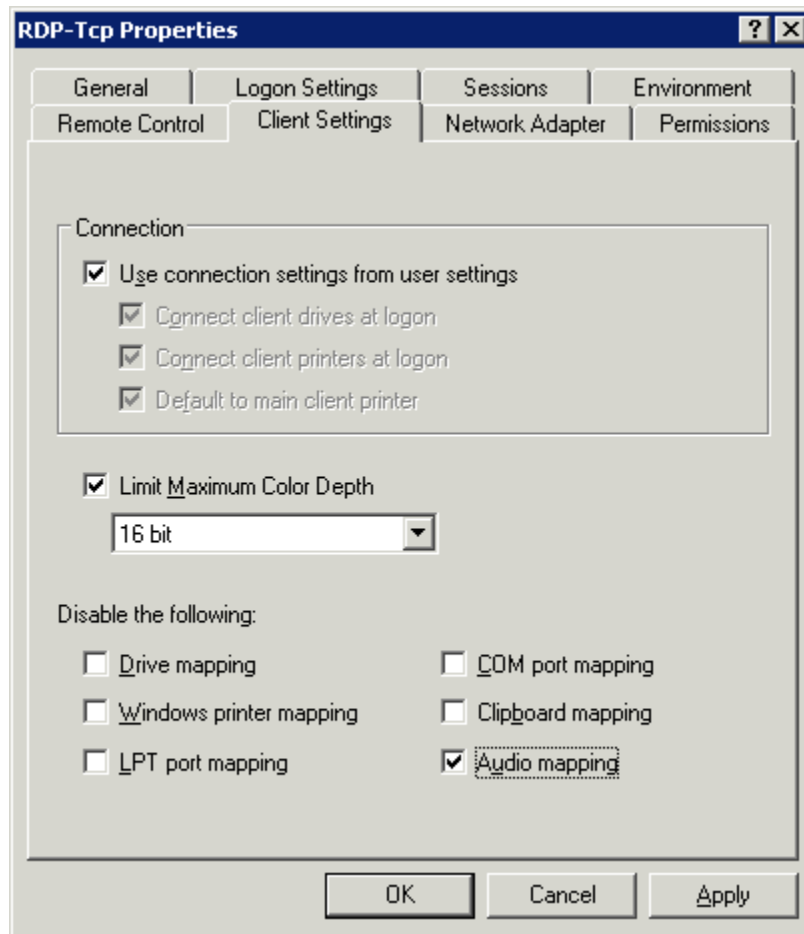 RDP-Tcp Properties
General Logon Settings Sessions Environment
Remote Control Client Settings Network Adapter Permissions
Connection
Use connection settings from user settings
Connect client drives at logon
Connect client printers at logon
Default to main client printer
Limit Maximum Color Depth
16 bit
Disable the following:
Drive mapping COM port mapping
Windows printer mapping Clipboard mapping
LPT port mapping Audio mapping
OK Cancel Apply